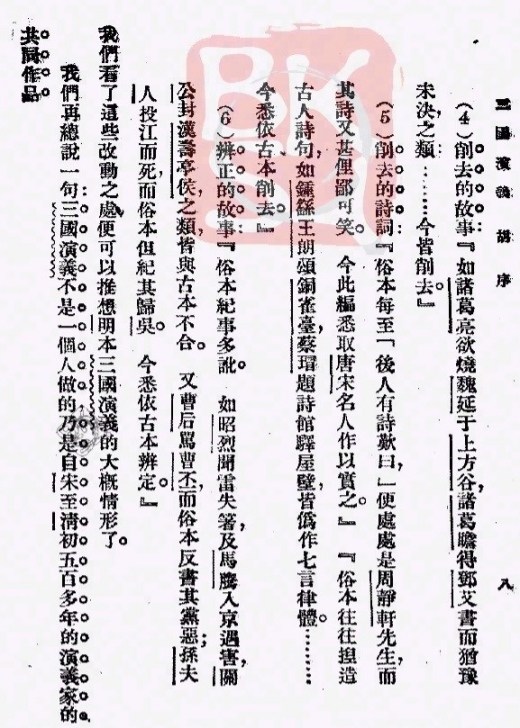 三國演義 胡序
八
(4)削去的故事『如諸葛亮欲燒魏延于上方谷,諸葛瞻得鄧艾書而猶豫
未決之類:……今皆削去』
(5)削去的詩詞『俗本每至「後人有詩歎曰,」便處處是周靜軒先生,而
其詩又甚俚鄙可笑。今此編悉取唐宋名人作以實之。』『俗本往往揑造
古人詩句,如鍾繇王朗頌銅雀臺,蔡瑁題詩館驛屋壁,皆僞作七言律體。………
今悉依古本削去。』
(6)辨正的故事『俗本紀事多訛。如昭烈聞雷失箸,及馬騰入京遇害,關
公封漢壽亭侯,之類,皆與古本不合。又曹后罵曹丕,而俗本反書其黨惡;孫夫
人投江而死,而俗本但紀其歸吳。今悉依古本辨定。』
我們看了這些改動之處,便可以推想明本三國演義的大槪情形了。
我們再總說一句:三國演義不是一個人做的,乃是自宋至清初五百多年的演義家的
共同作品。
BK